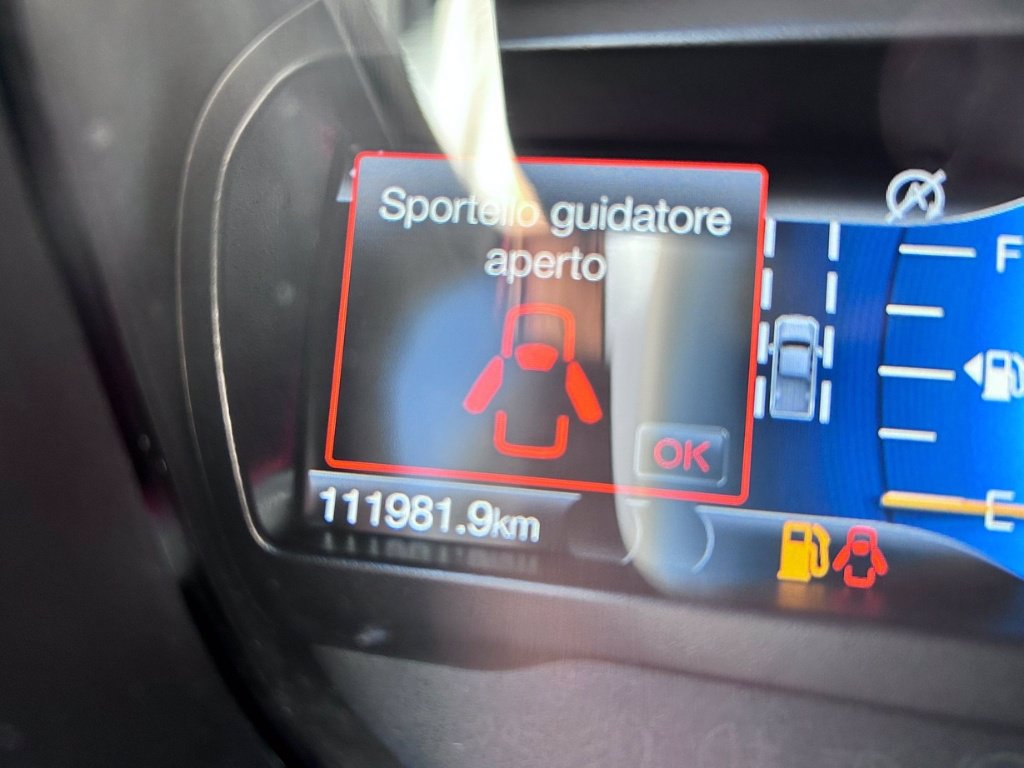 Sportello guidatore
aperto
OK
111981.9km
F
E